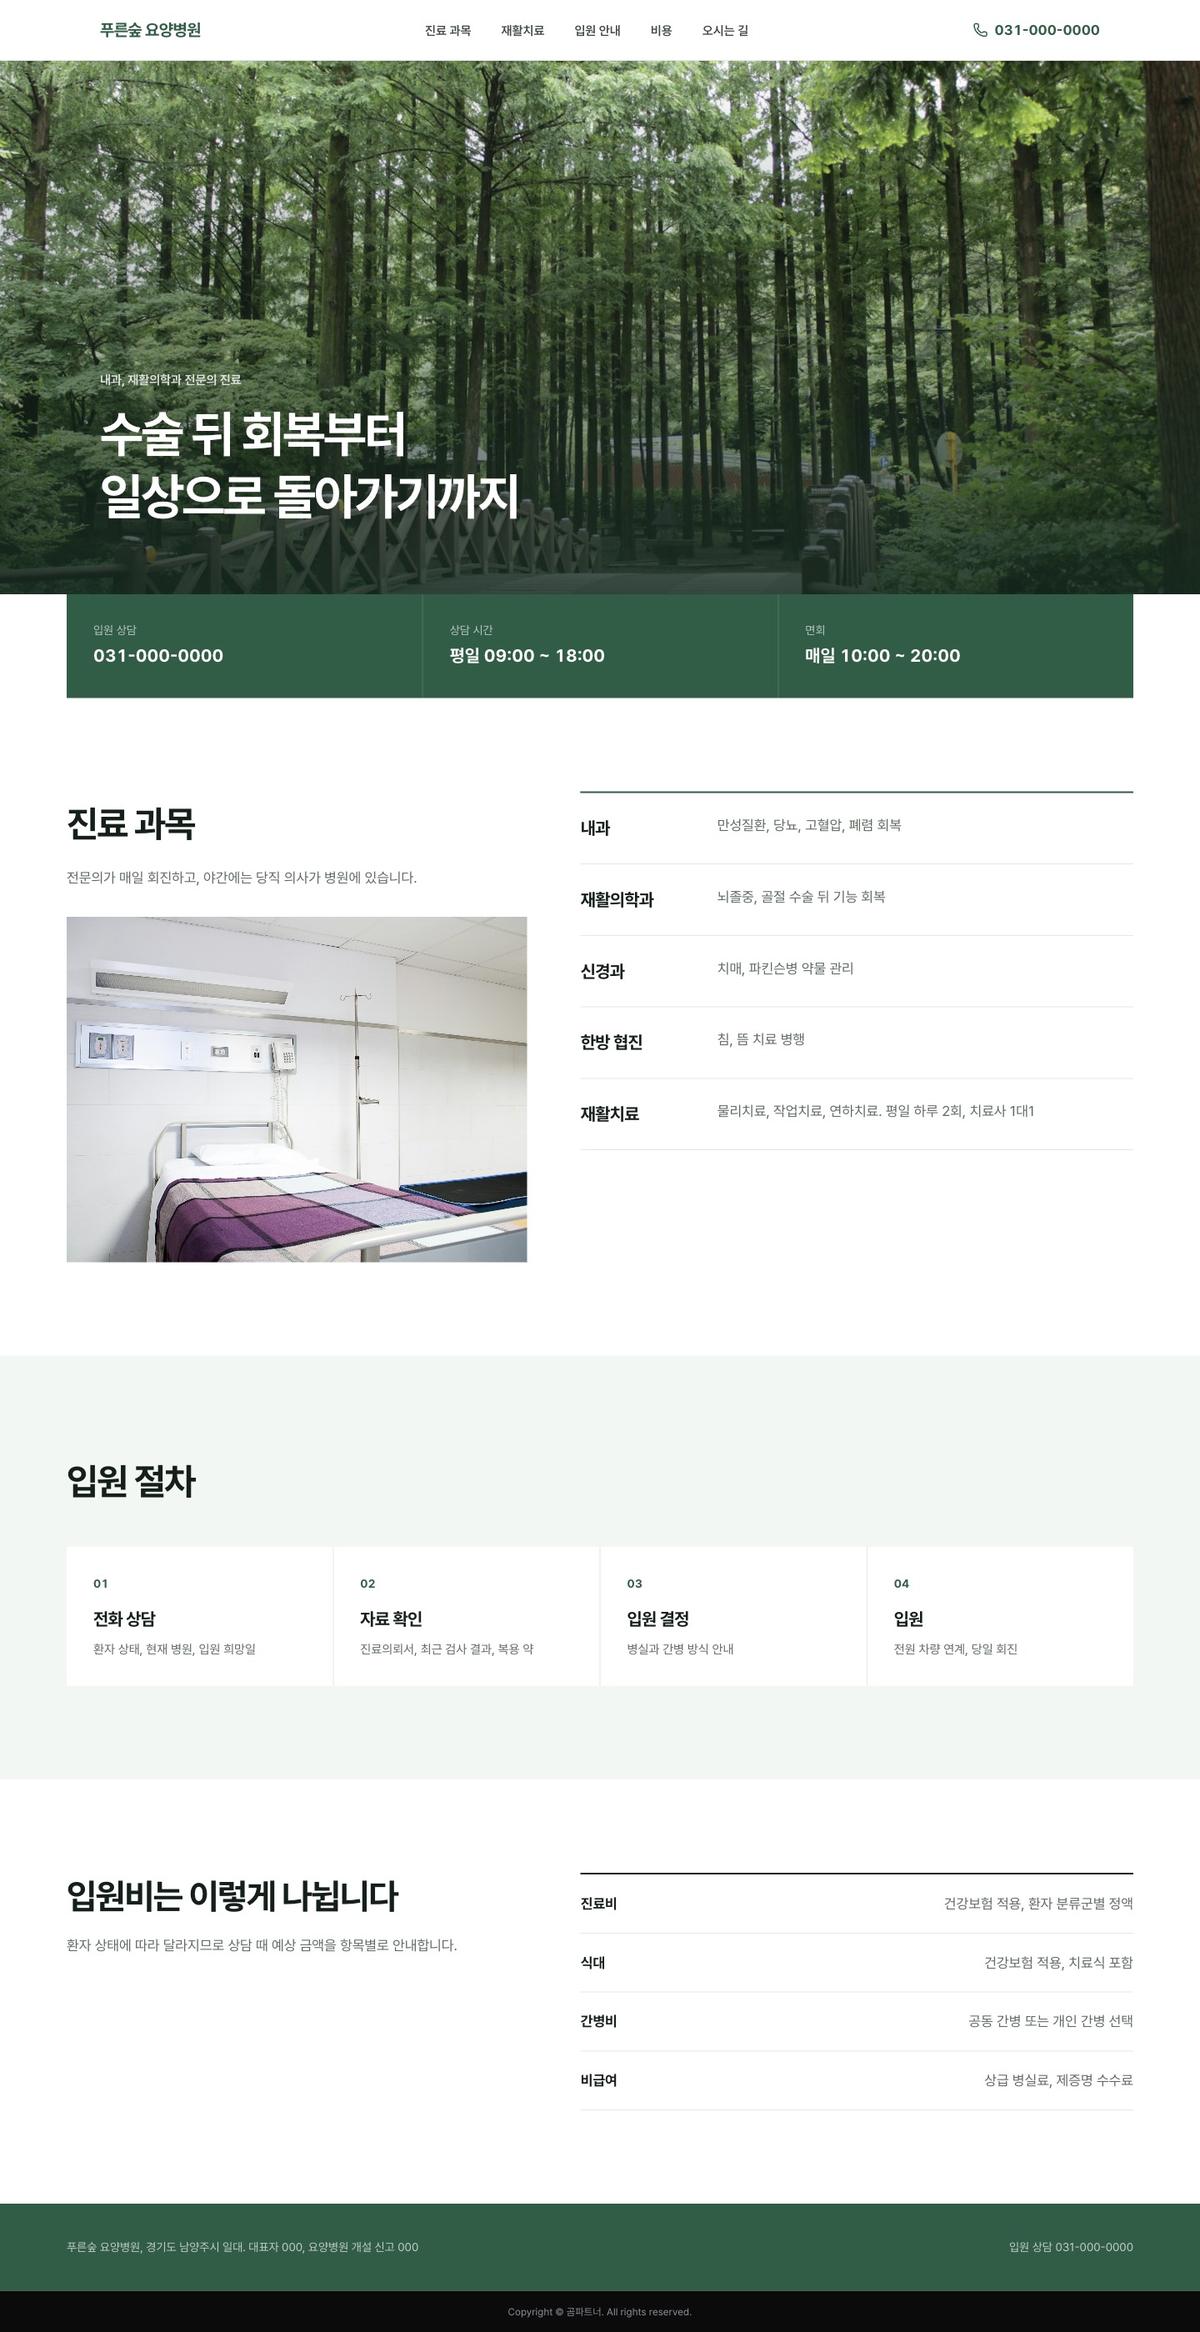 푸른숲 요양병원
진료 과목
재활치료
입원 안내
비용
오시는 길
031-000-0000
내과, 재활의학과 전문의 진료
수술 뒤 회복부터
일상으로 돌아가기까지
입원 상담
031-000-0000
상담 시간
평일 09:00 ~ 18:00
면회
매일 10:00 ~ 20:00
진료 과목
전문의가 매일 회진하고, 야간에는 당직 의사가 병원에 있습니다.
내과
만성질환, 당뇨, 고혈압, 폐렴 회복
재활의학과
뇌졸중, 골절 수술 뒤 기능 회복
신경과
치매, 파킨슨병 약물 관리
한방 협진
침, 뜸 치료 병행
재활치료
물리치료, 작업치료, 연하치료. 평일 하루 2회, 치료사 1대1
입원 절차
01
전화 상담
환자 상태, 현재 병원, 입원 희망일
02
자료 확인
진료의뢰서, 최근 검사 결과, 복용 약
03
입원 결정
병실과 간병 방식 안내
04
입원
전원 차량 연계, 당일 회진
입원비는 이렇게 나뉩니다
환자 상태에 따라 달라지므로 상담 때 예상 금액을 항목별로 안내합니다.
진료비
건강보험 적용, 환자 분류군별 정액
식대
건강보험 적용, 치료식 포함
간병비
공동 간병 또는 개인 간병 선택
비급여
상급 병실료, 제증명 수수료
푸른숲 요양병원, 경기도 남양주시 일대. 대표자 000, 요양병원 개설 신고 000
입원 상담 031-000-0000
Copyright © 곰파트너. All rights reserved.